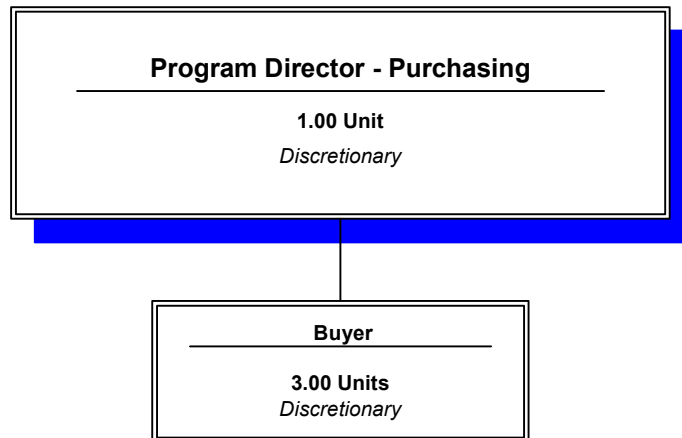 Program Director - Purchasing
1.00 Unit
Discretionary
Buyer
3.00 Units
Discretionary